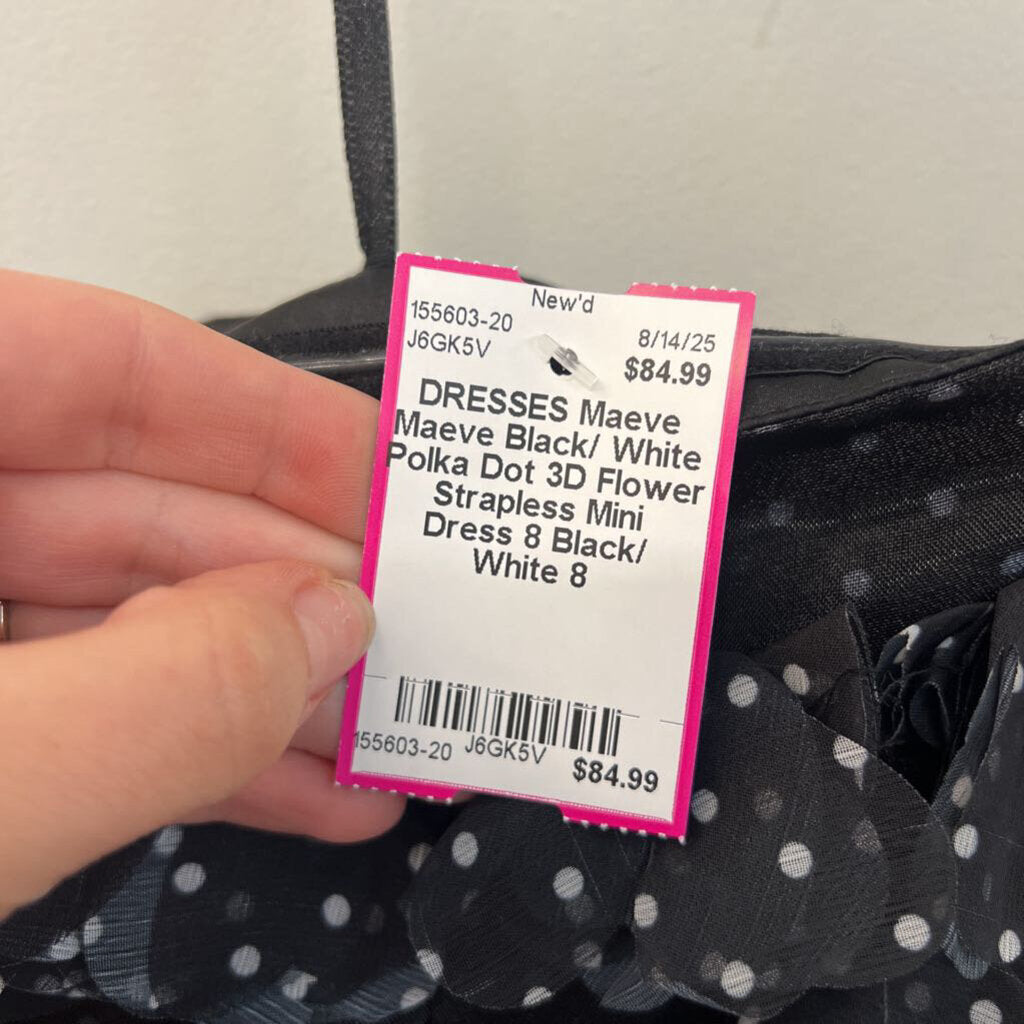 New'd
155603-20
8/14/25
J6GK5V
$84.99
DRESSES Maeve
Maeve Black/ White
Polka Dot 3D Flower
Strapless Mini
Dress 8 Black/
White 8
155603-20 J6GK5V $84.99